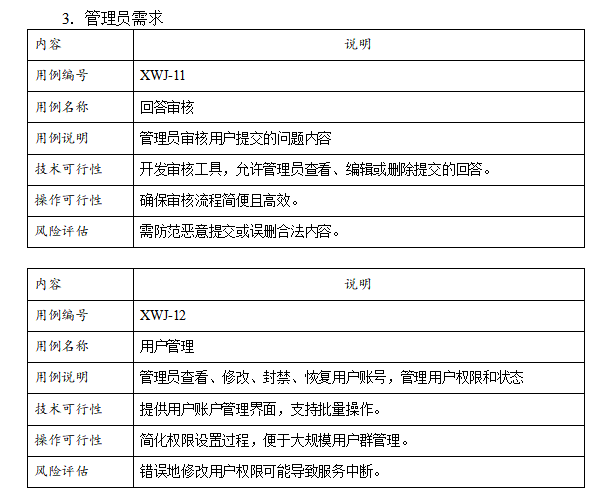 3. 管理员需求
内容 说明
用例编号 XWJ-11
用例名称 回答审核
用例说明 管理员审核用户提交的问题内容
技术可行性 开发审核工具，允许管理员查看、编辑或删除提交的回答。
操作可行性 确保审核流程简便且高效。
风险评估 需防范恶意提交或误删合法内容。
内容 说明
用例编号 XWJ-12
用例名称 用户管理
用例说明 管理员查看、修改、封禁、恢复用户账号，管理用户权限和状态
技术可行性 提供用户账户管理界面，支持批量操作。
操作可行性 简化权限设置过程，便于大规模用户群管理。
风险评估 错误地修改用户权限可能导致服务中断。